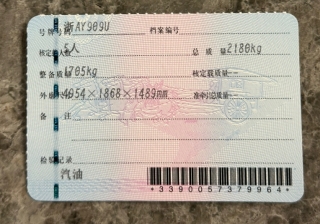 号牌号码 浙AY909U 档案编号
核定载人数 5人 总质量 2180kg
整备质量 1705kg 核定载质量 --
外廓尺寸 4954×1868×1489mm 准牵引总质量 --
备注
检验记录
汽油
*3390057379964*